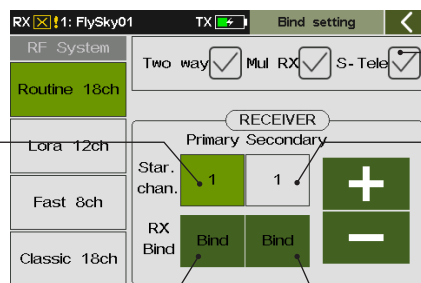 RX !1: FlySky01 TX Bind setting
RF System
Two way Mul RX S-Tele
Routine 18ch
RECEIVER
Primary Secondary
Lora 12ch
Star. chan. 1 1 +
Fast 8ch
RX Bind Bind Bind −
Classic 18ch